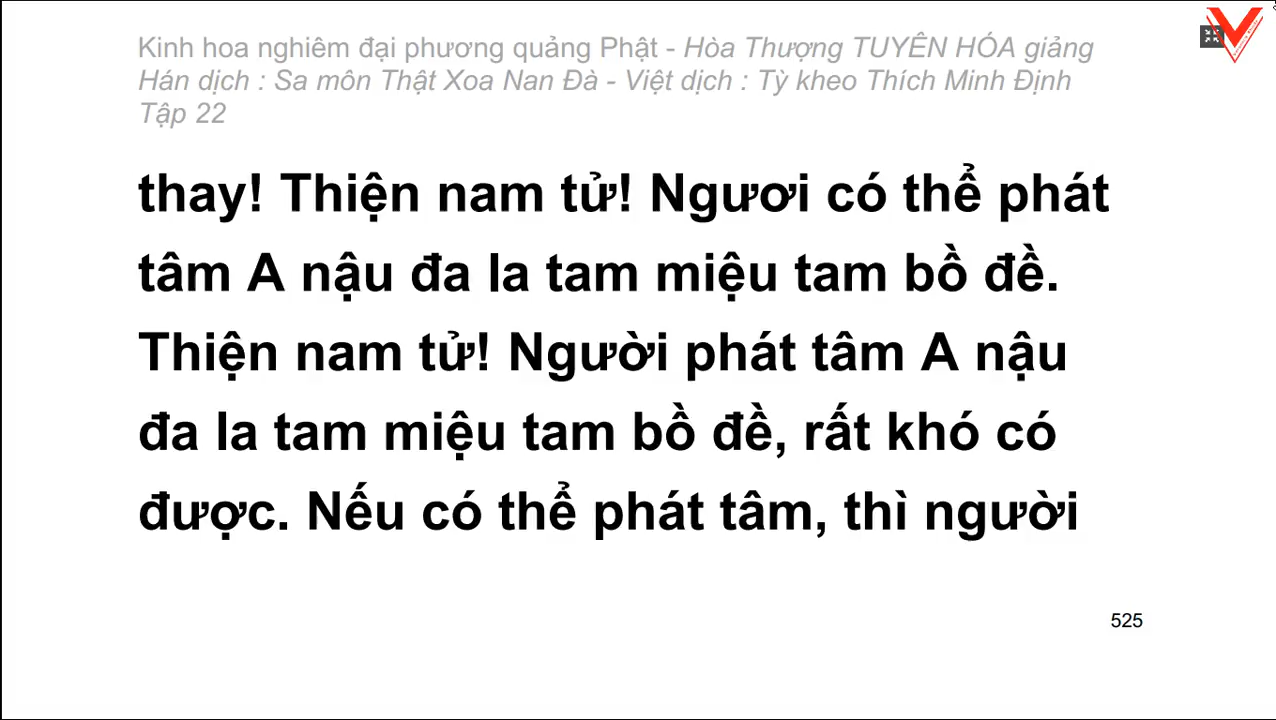 Kinh hoa nghiêm đại phương quảng Phật - Hòa Thượng TUYÊN HÓA giảng
Hán dịch : Sa môn Thật Xoa Nan Đà - Việt dịch : Tỳ kheo Thích Minh Định
Tập 22
thay! Thiện nam tử! Ngươi có thể phát
tâm A nậu đa la tam miệu tam bồ đề.
Thiện nam tử! Người phát tâm A nậu
đa la tam miệu tam bồ đề, rất khó có
được. Nếu có thể phát tâm, thì người
525